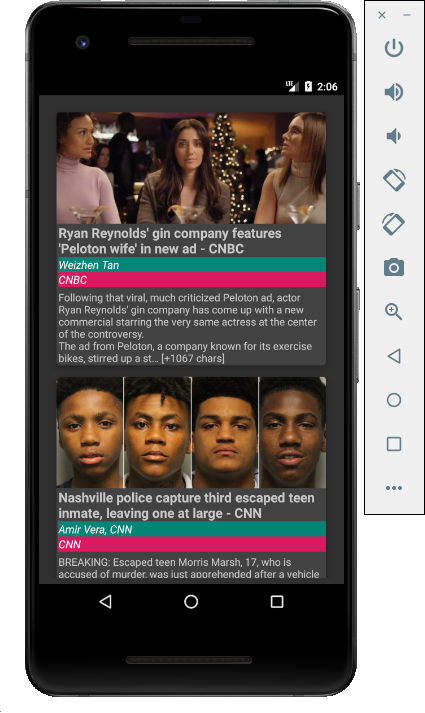 LTE 2:06
Ryan Reynolds' gin company features
'Peloton wife' in new ad - CNBC
Weizhen Tan
CNBC
Following that viral, much criticized Peloton ad, actor
Ryan Reynolds' gin company has come up with a new
commercial starring the very same actress at the center
of the controversy.
The ad from Peloton, a company known for its exercise
bikes, stirred up a st… [+1067 chars]
Nashville police capture third escaped teen
inmate, leaving one at large - CNN
Amir Vera, CNN
CNN
BREAKING: Escaped teen Morris Marsh, 17, who is
accused of murder, was just apprehended after a vehicle